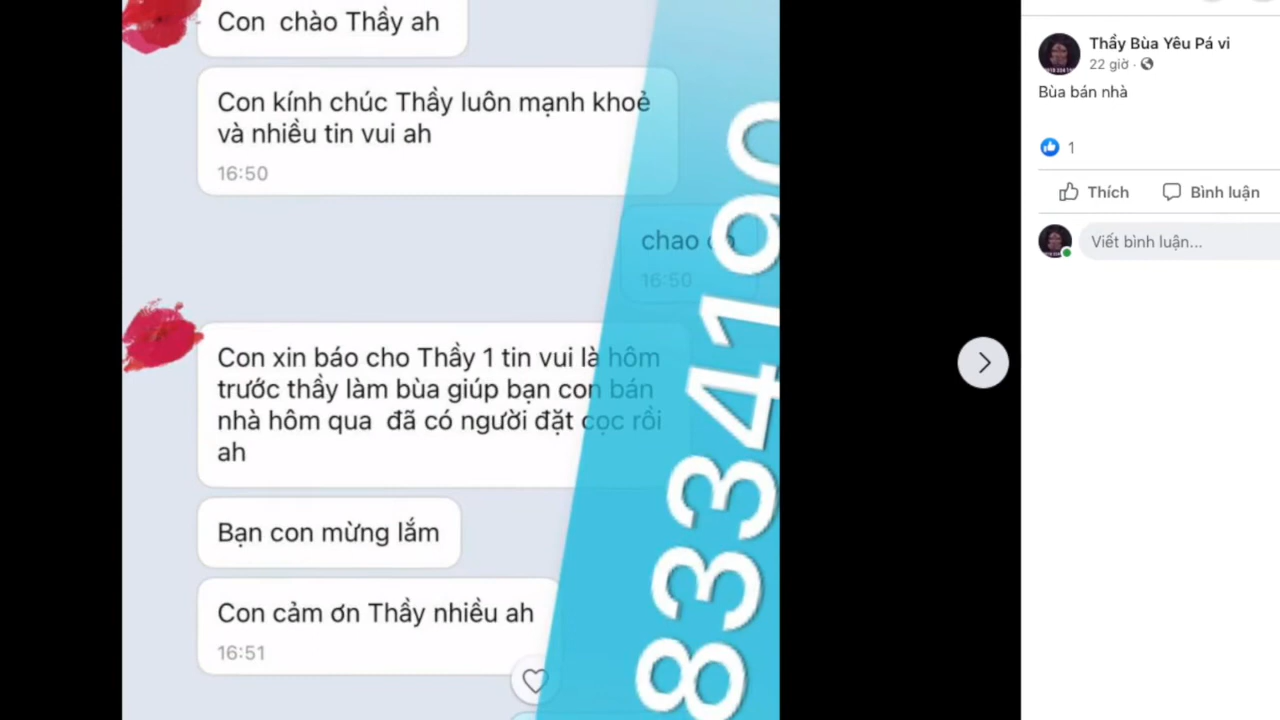 Con chào Thầy ah
Con kính chúc Thầy luôn mạnh khoẻ
và nhiều tin vui ah
16:50
chao
16:50
Con xin báo cho Thầy 1 tin vui là hôm
trước thầy làm bùa giúp bạn con bán
nhà hôm qua đã có người đặt cọc rồi
ah
Bạn con mừng lắm
Con cảm ơn Thầy nhiều ah
16:51
8334190
Thầy Bùa Yêu Pá vi
22 giờ ·
Bùa bán nhà
1
Thích
Bình luận
Viết bình luận...